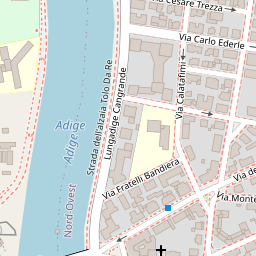 Via Cesare Trezza
Via Carlo Ederle
Via Calatafimi
Strada dell'alzaia Tolo Da Re
Lungadige Cangrande
Adige
Adige
Nord-Ovest
Via Fratelli Bandiera
Via de
Via Monte